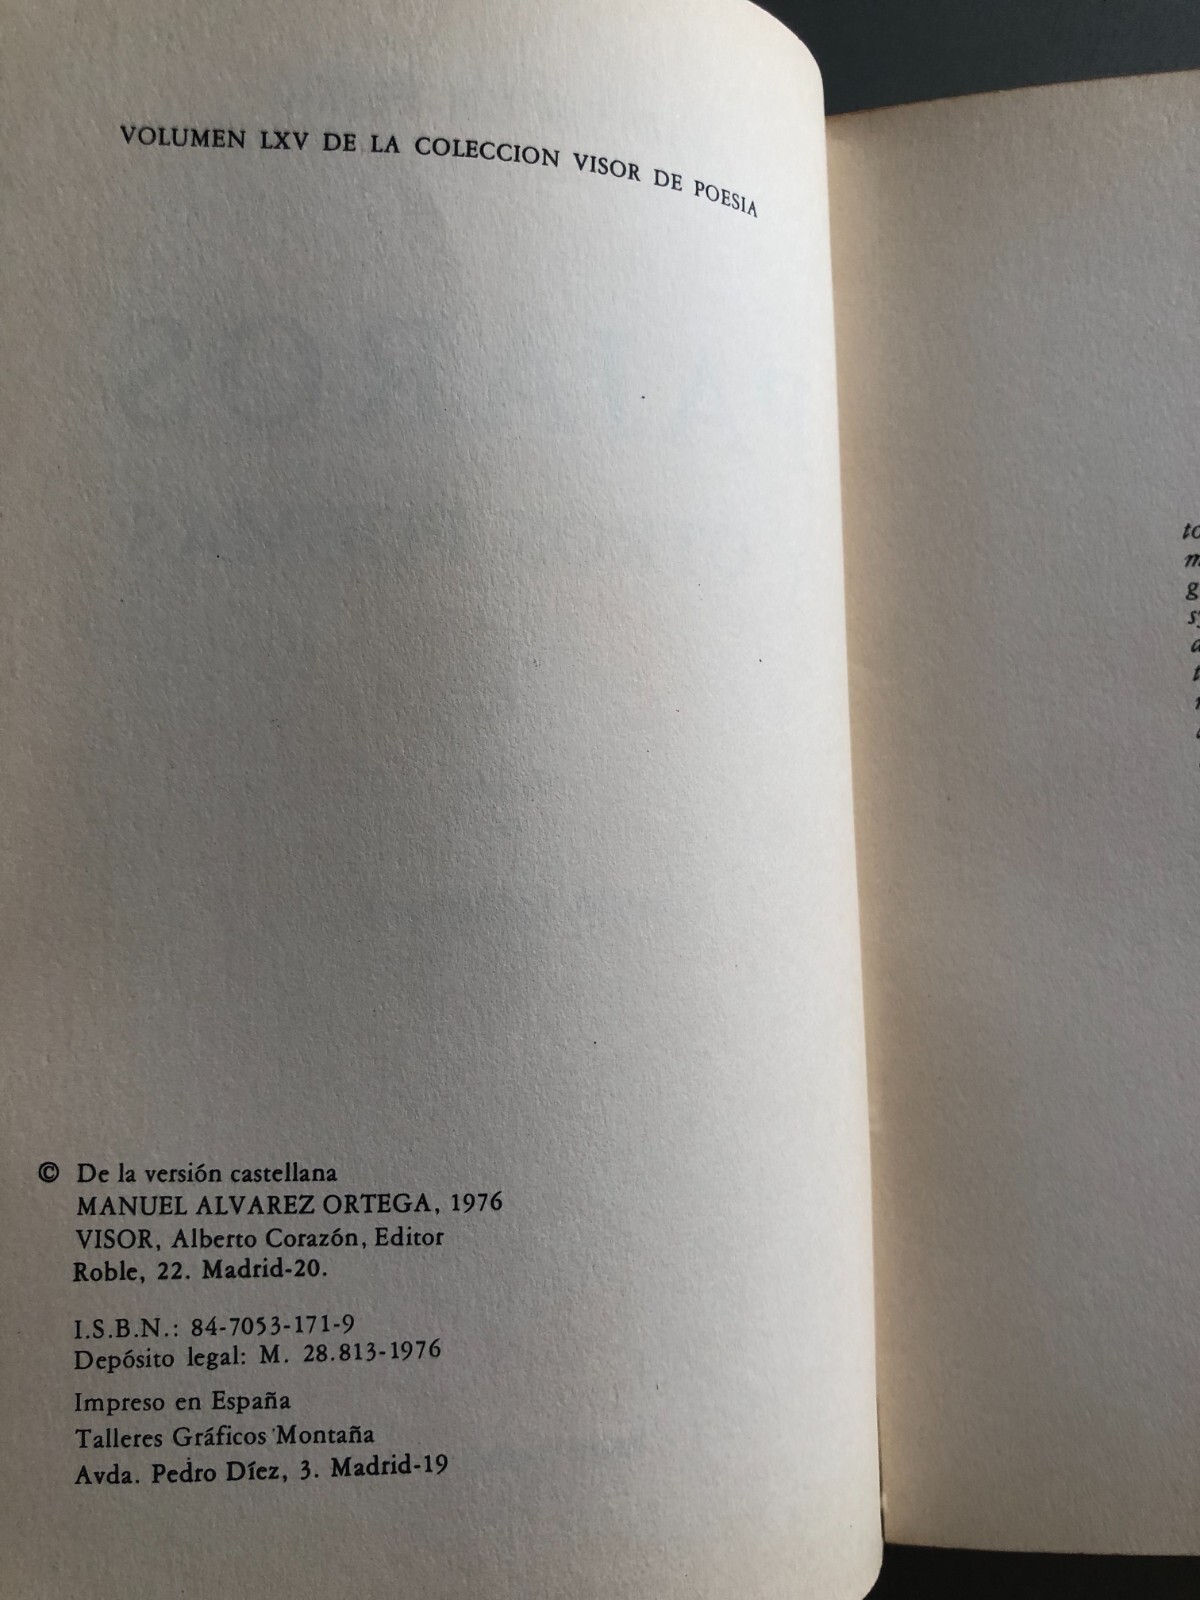 VOLUMEN LXV DE LA COLECCION VISOR DE POESIA
© De la versión castellana
MANUEL ALVAREZ ORTEGA, 1976
VISOR, Alberto Corazón, Editor
Roble, 22. Madrid-20.
I.S.B.N.: 84-7053-171-9
Depósito legal: M. 28.813-1976
Impreso en España
Talleres Gráficos Montaña
Avda. Pedro Díez, 3. Madrid-19